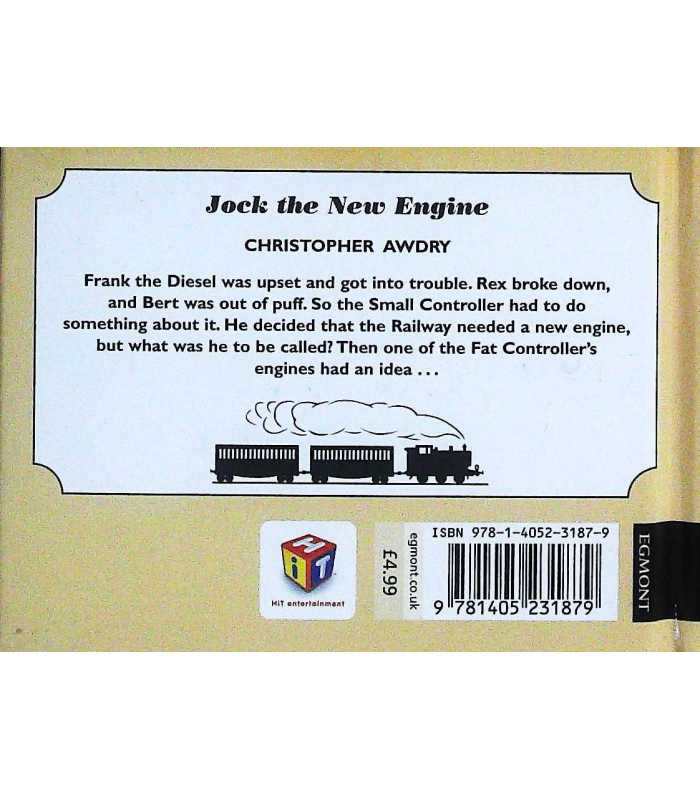 Jock the New Engine
CHRISTOPHER AWDRY
Frank the Diesel was upset and got into trouble. Rex broke down,
and Bert was out of puff. So the Small Controller had to do
something about it. He decided that the Railway needed a new engine,
but what was he to be called? Then one of the Fat Controller's
engines had an idea ...
HiT
HiT entertainment
£4.99
egmont.co.uk
ISBN 978-1-4052-3187-9
9 781405 231879
EGMONT